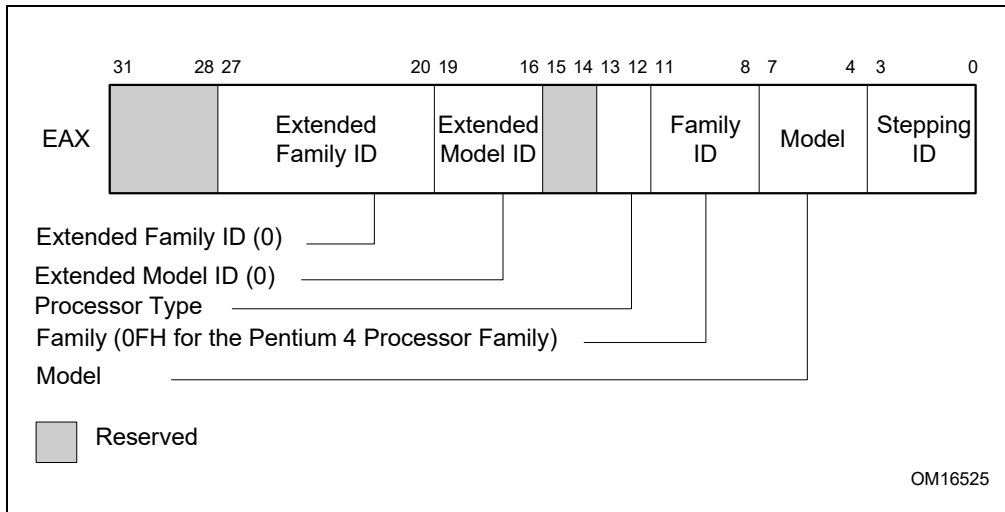 31 28 27 20 19 16 15 14 13 12 11 8 7 4 3 0
EAX
Extended
Family ID
Extended
Model ID
Family
ID
Model
Stepping
ID
Extended Family ID (0)
Extended Model ID (0)
Processor Type
Family (0FH for the Pentium 4 Processor Family)
Model
Reserved
OM16525